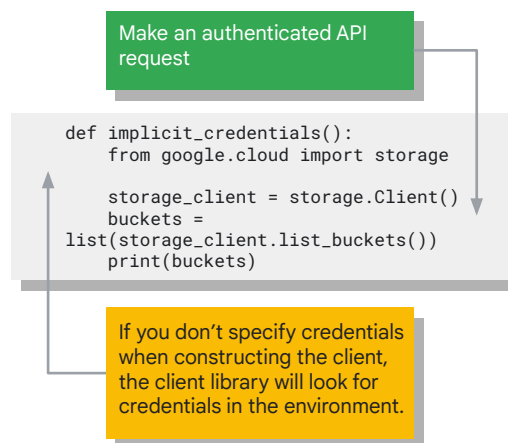 Make an authenticated API
request
def implicit_credentials():
    from google.cloud import storage
    storage_client = storage.Client()
    buckets =
list(storage_client.list_buckets())
    print(buckets)
If you don’t specify credentials
when constructing the client,
the client library will look for
credentials in the environment.